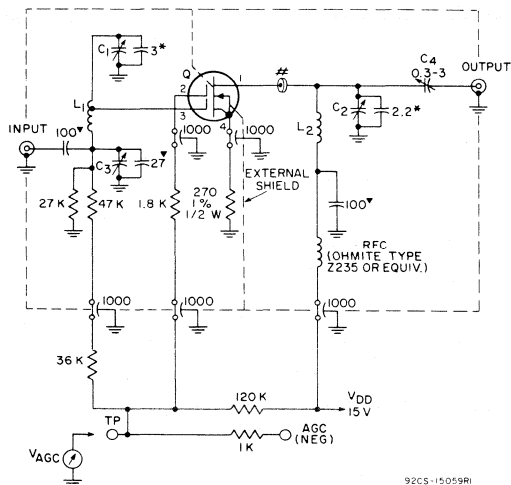 C1
3*
Q
1
#
C4
0.3-3
OUTPUT
2
3
4
L1
C2
2.2*
L2
INPUT
100▼
1000
1000
C3
27▼
EXTERNAL
SHIELD
100▼
27 K
47 K
1.8 K
270
1%
1/2 W
RFC
(OHMITE TYPE
Z235 OR EQUIV.)
1000
1000
1000
36 K
120 K
VDD
15 V
TP
AGC
(NEG)
1K
VAGC
92CS-15059R1